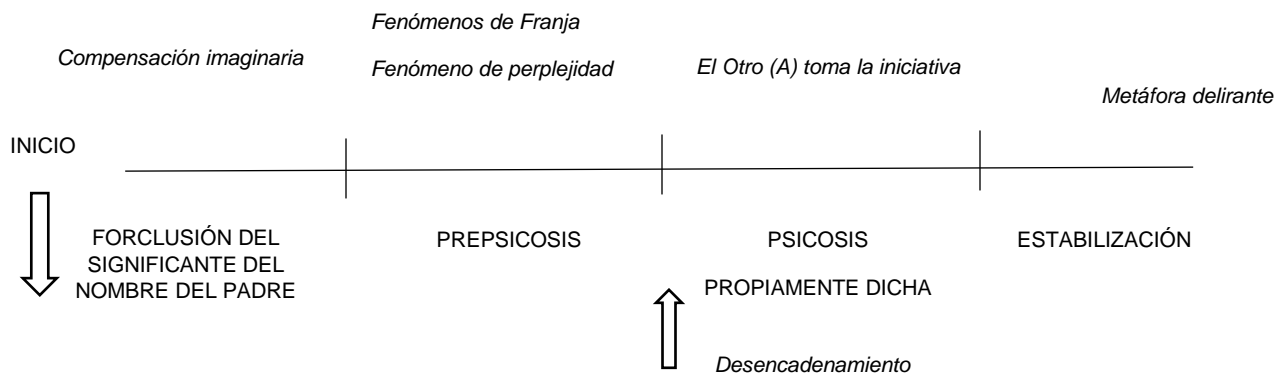 Fenómenos de Franja
Compensación imaginaria
Fenómeno de perplejidad
El Otro (A) toma la iniciativa
Metáfora delirante
INICIO
FORCLUSIÓN DEL
SIGNIFICANTE DEL
NOMBRE DEL PADRE
PREPSICOSIS
PSICOSIS
PROPIAMENTE DICHA
ESTABILIZACIÓN
Desencadenamiento